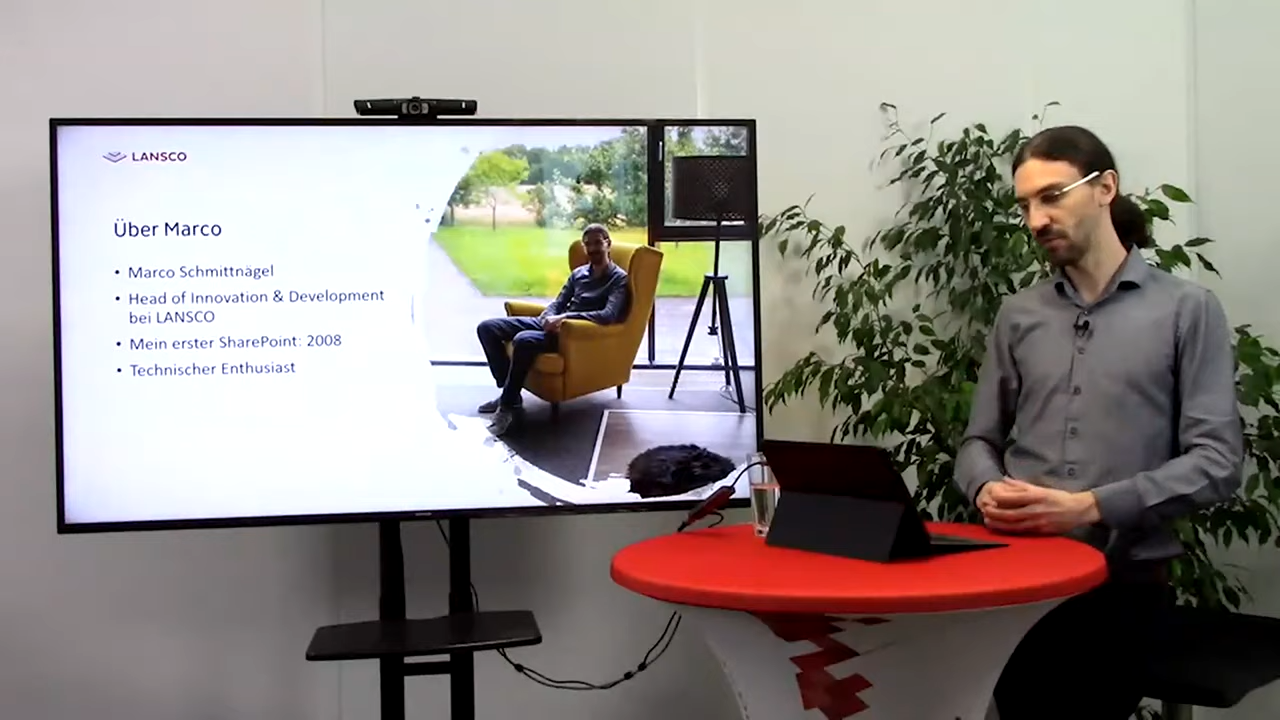 LANSCO
Über Marco
• Marco Schmittnägel
• Head of Innovation & Development
bei LANSCO
• Mein erster SharePoint: 2008
• Technischer Enthusiast